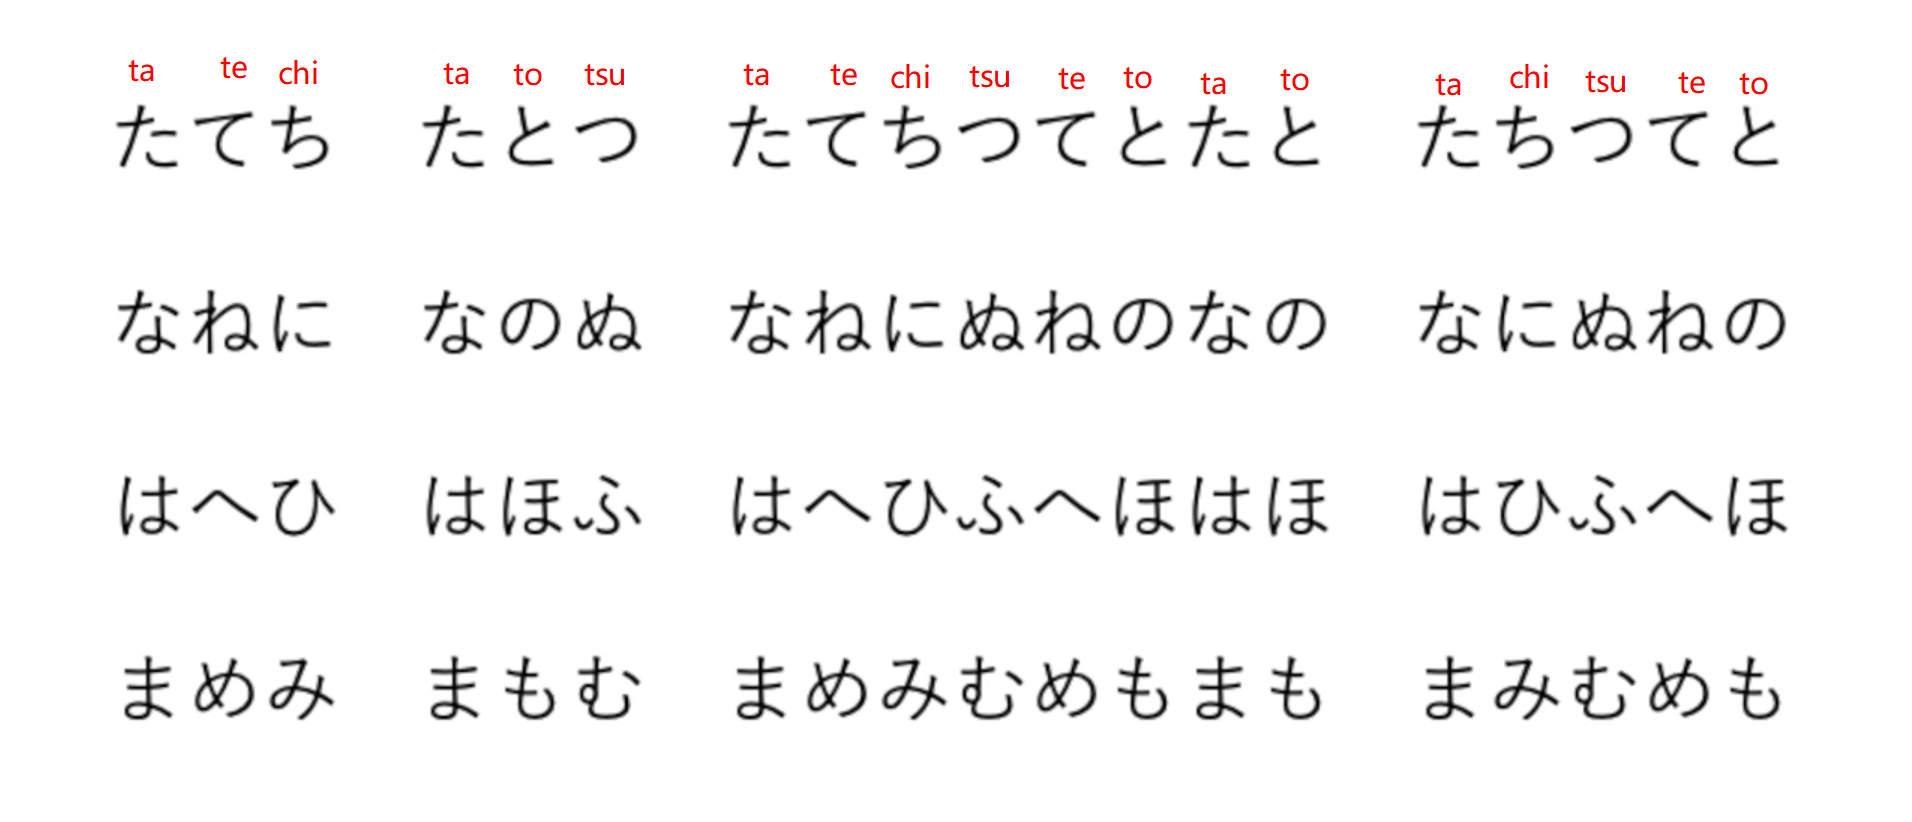 ta te chi ta to tsu ta te chi tsu te to ta to ta chi tsu te to
たてち たとつ たてちつてとたと たちつてと
なねに なのぬ なねにぬねのなの なにぬねの
はへひ はほふ はへひふへほはほ はひふへほ
まめみ まもむ まめみむめもまも まみむめも